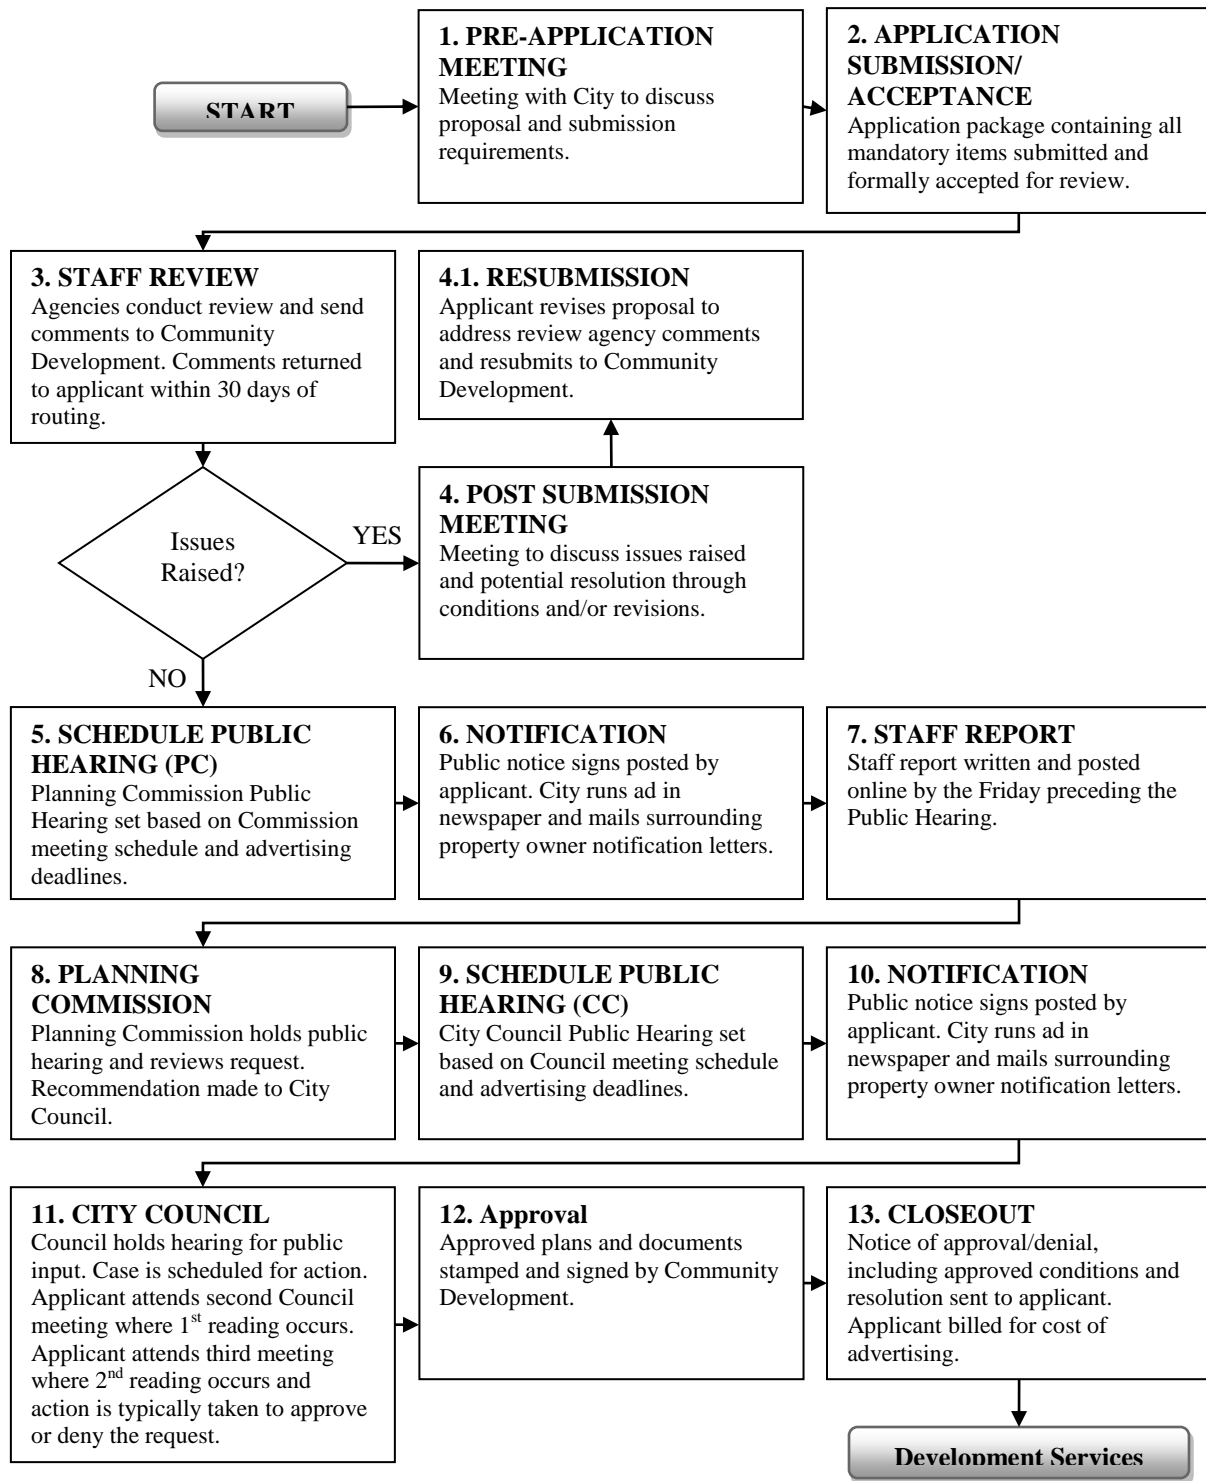 START
1. PRE-APPLICATION
MEETING
Meeting with City to discuss
proposal and submission
requirements.
2. APPLICATION
SUBMISSION/
ACCEPTANCE
Application package containing all
mandatory items submitted and
formally accepted for review.
3. STAFF REVIEW
Agencies conduct review and send
comments to Community
Development. Comments returned
to applicant within 30 days of
routing.
4.1. RESUBMISSION
Applicant revises proposal to
address review agency comments
and resubmits to Community
Development.
Issues
Raised?
YES
NO
4. POST SUBMISSION
MEETING
Meeting to discuss issues raised
and potential resolution through
conditions and/or revisions.
5. SCHEDULE PUBLIC
HEARING (PC)
Planning Commission Public
Hearing set based on Commission
meeting schedule and advertising
deadlines.
6. NOTIFICATION
Public notice signs posted by
applicant. City runs ad in
newspaper and mails surrounding
property owner notification letters.
7. STAFF REPORT
Staff report written and posted
online by the Friday preceding the
Public Hearing.
8. PLANNING
COMMISSION
Planning Commission holds public
hearing and reviews request.
Recommendation made to City
Council.
9. SCHEDULE PUBLIC
HEARING (CC)
City Council Public Hearing set
based on Council meeting schedule
and advertising deadlines.
10. NOTIFICATION
Public notice signs posted by
applicant. City runs ad in
newspaper and mails surrounding
property owner notification letters.
11. CITY COUNCIL
Council holds hearing for public
input. Case is scheduled for action.
Applicant attends second Council
meeting where 1st reading occurs.
Applicant attends third meeting
where 2nd reading occurs and
action is typically taken to approve
or deny the request.
12. Approval
Approved plans and documents
stamped and signed by Community
Development.
13. CLOSEOUT
Notice of approval/denial,
including approved conditions and
resolution sent to applicant.
Applicant billed for cost of
advertising.
Development Services